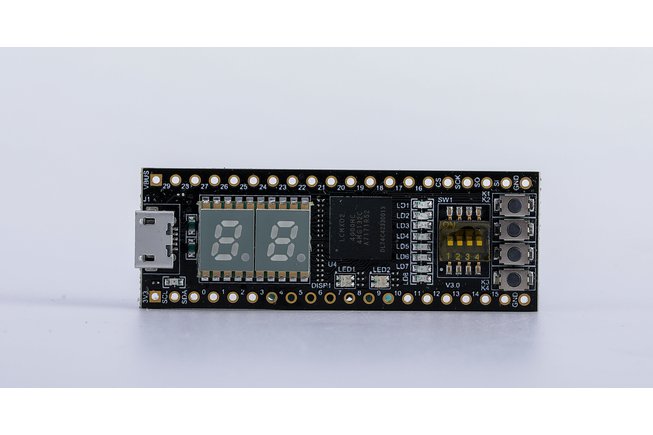 VBUS 29 28 27 26 25 24 23 22 21 20 19 18 17 16 CS SCK SO SI GND
J1
LD1
LD2
LD3
LD4
LD5
LD6
LD7
LD8
SW1
1 2 3 4
K1
K2
K3
K4
U4
DISP1
LED1
LED2
V3.0
3V3 SCL SDA 0 1 2 3 4 5 6 7 8 9 10 11 12 13 14 15 GND